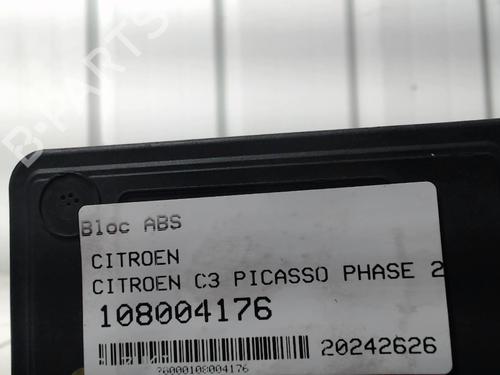 Bloc ABS
CITROEN
CITROEN C3 PICASSO PHASE 2
108004176
20242626
76000108004176
B-PARTS